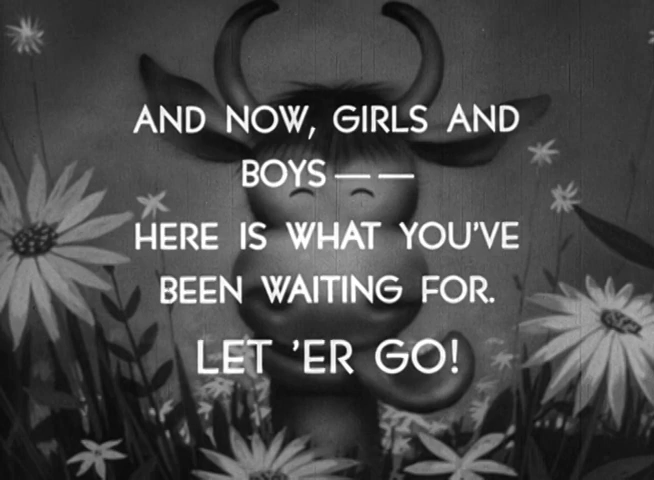 AND NOW, GIRLS AND
BOYS — —
HERE IS WHAT YOU'VE
BEEN WAITING FOR.
LET 'ER GO!